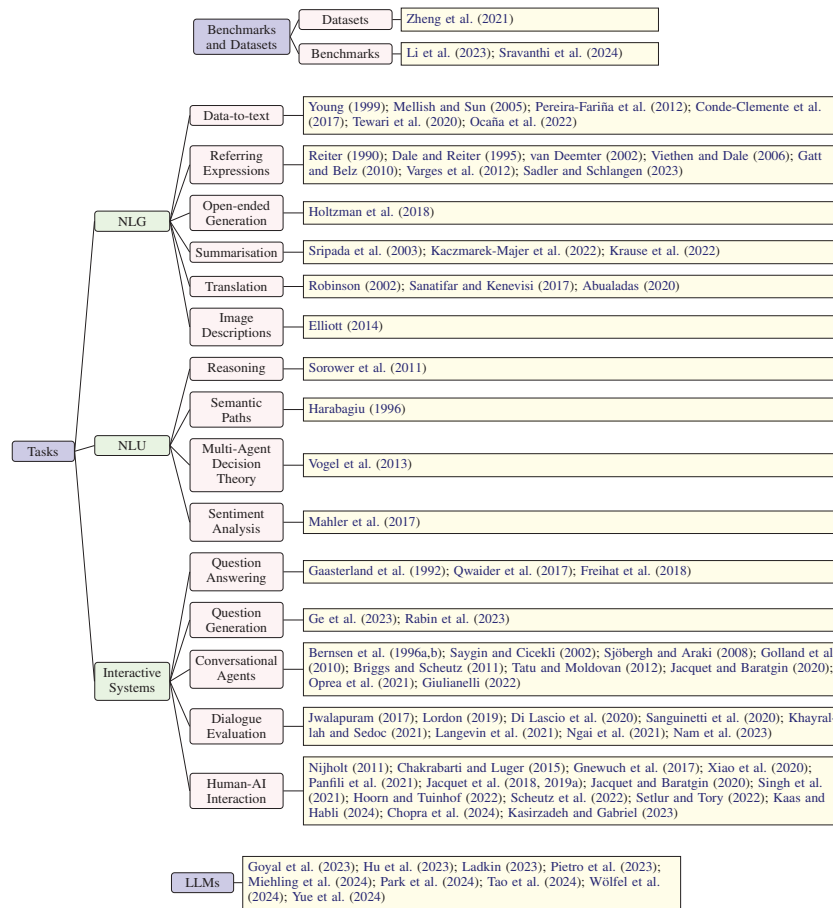 Benchmarks
and Datasets
Datasets
Zheng et al. (2021)
Benchmarks
Li et al. (2023); Sravanthi et al. (2024)
Tasks
NLG
Data-to-text
Young (1999); Mellish and Sun (2005); Pereira-Fariña et al. (2012); Conde-Clemente et al.
(2017); Tewari et al. (2020); Ocaña et al. (2022)
Referring
Expressions
Reiter (1990); Dale and Reiter (1995); van Deemter (2002); Viethen and Dale (2006); Gatt
and Belz (2010); Varges et al. (2012); Sadler and Schlangen (2023)
Open-ended
Generation
Holtzman et al. (2018)
Summarisation
Sripada et al. (2003); Kaczmarek-Majer et al. (2022); Krause et al. (2022)
Translation
Robinson (2002); Sanatifar and Kenevisi (2017); Abualadas (2020)
Image
Descriptions
Elliott (2014)
NLU
Reasoning
Sorower et al. (2011)
Semantic
Paths
Harabagiu (1996)
Multi-Agent
Decision
Theory
Vogel et al. (2013)
Sentiment
Analysis
Mahler et al. (2017)
Interactive
Systems
Question
Answering
Gaasterland et al. (1992); Qwaider et al. (2017); Freihat et al. (2018)
Question
Generation
Ge et al. (2023); Rabin et al. (2023)
Conversational
Agents
Bernsen et al. (1996a,b); Saygin and Cicekli (2002); Sjöbergh and Araki (2008); Golland et al.
(2010); Briggs and Scheutz (2011); Tatu and Moldovan (2012); Jacquet and Baratgin (2020);
Oprea et al. (2021); Giulianelli (2022)
Dialogue
Evaluation
Jwalapuram (2017); Lordon (2019); Di Lascio et al. (2020); Sanguinetti et al. (2020); Khayral-
lah and Sedoc (2021); Langevin et al. (2021); Ngai et al. (2021); Nam et al. (2023)
Human-AI
Interaction
Nijholt (2011); Chakrabarti and Luger (2015); Gnewuch et al. (2017); Xiao et al. (2020);
Panfili et al. (2021); Jacquet et al. (2018, 2019a); Jacquet and Baratgin (2020); Singh et al.
(2021); Hoorn and Tuinhof (2022); Scheutz et al. (2022); Setlur and Tory (2022); Kaas and
Habli (2024); Chopra et al. (2024); Kasirzadeh and Gabriel (2023)
LLMs
Goyal et al. (2023); Hu et al. (2023); Ladkin (2023); Pietro et al. (2023);
Miehling et al. (2024); Park et al. (2024); Tao et al. (2024); Wölfel et al.
(2024); Yue et al. (2024)